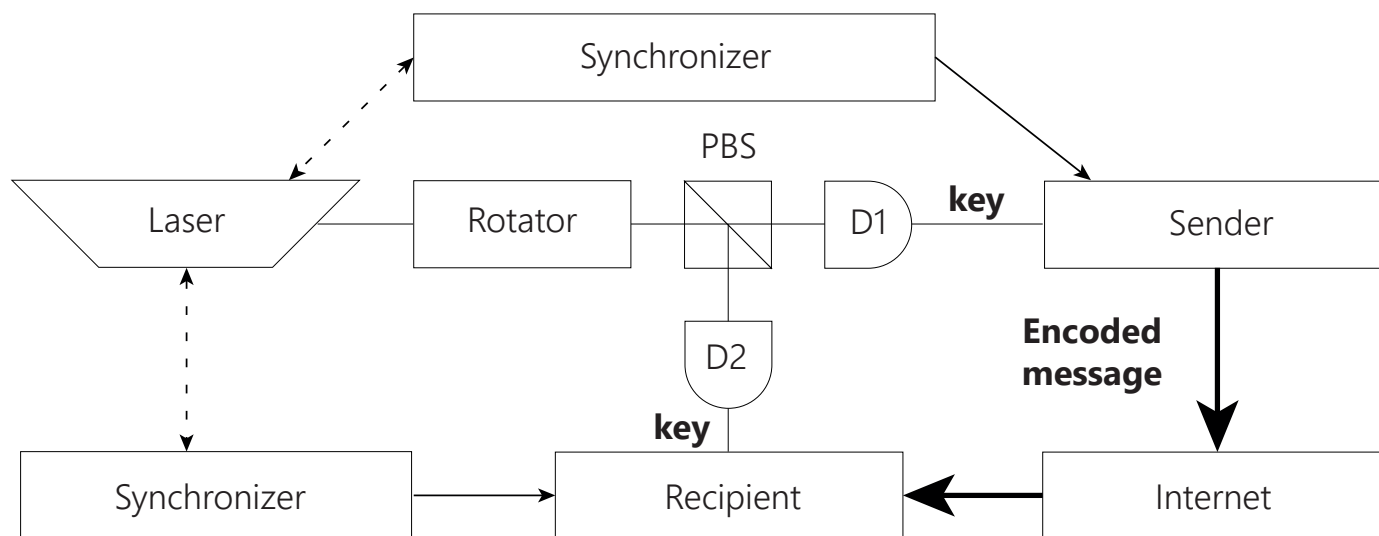 Synchronizer
PBS
Laser
Rotator
D1
key
Sender
D2
Encoded
message
key
Synchronizer
Recipient
Internet